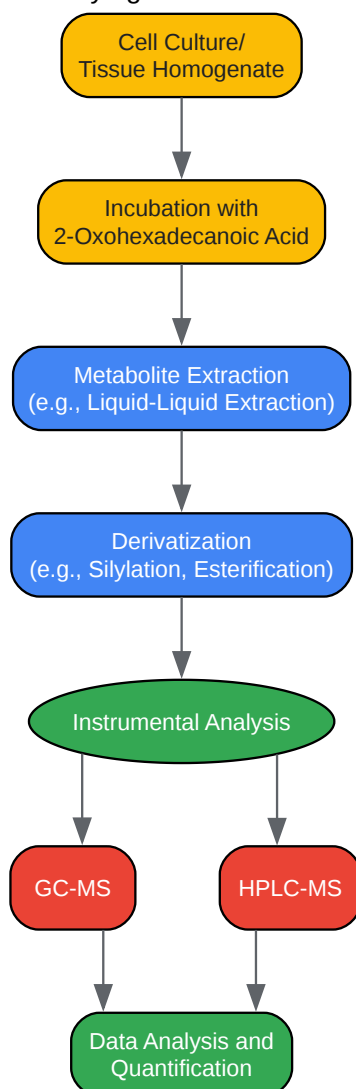 Cell Culture/
Tissue Homogenate
Incubation with
2-Oxohexadecanoic Acid
Metabolite Extraction
(e.g., Liquid-Liquid Extraction)
Derivatization
(e.g., Silylation, Esterification)
Instrumental Analysis
GC-MS
HPLC-MS
Data Analysis and
Quantification